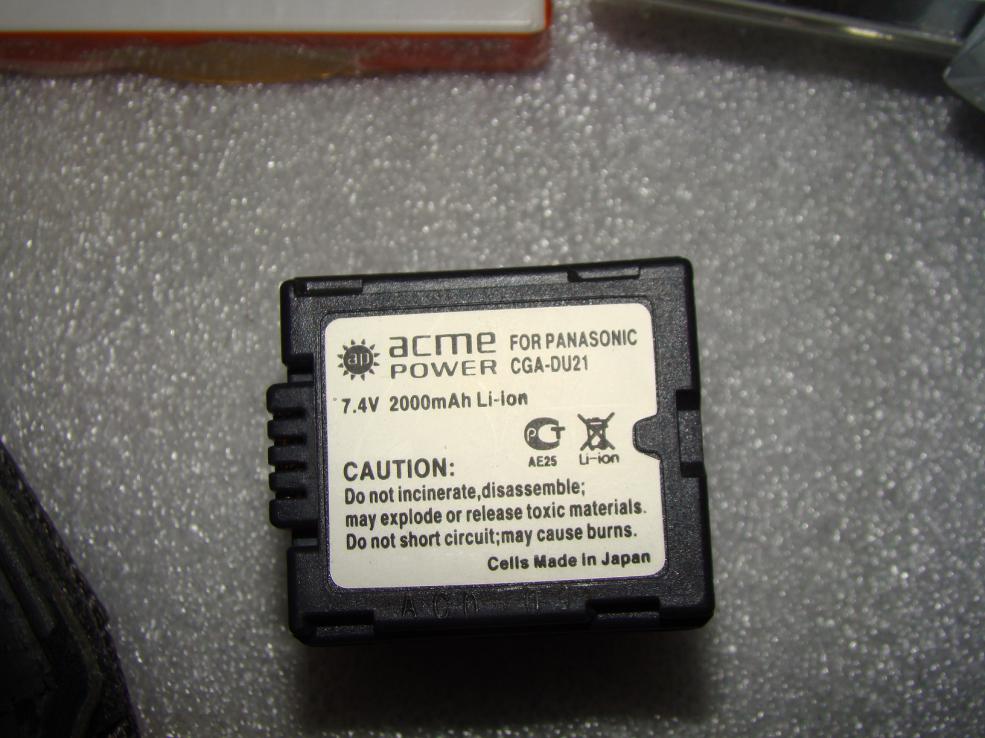 ap acme FOR PANASONIC
POWER CGA-DU21
7.4V 2000mAh Li-ion
AE25 Li-ion
CAUTION:
Do not incinerate,disassemble;
may explode or release toxic materials.
Do not short circuit;may cause burns.
Cells Made in Japan